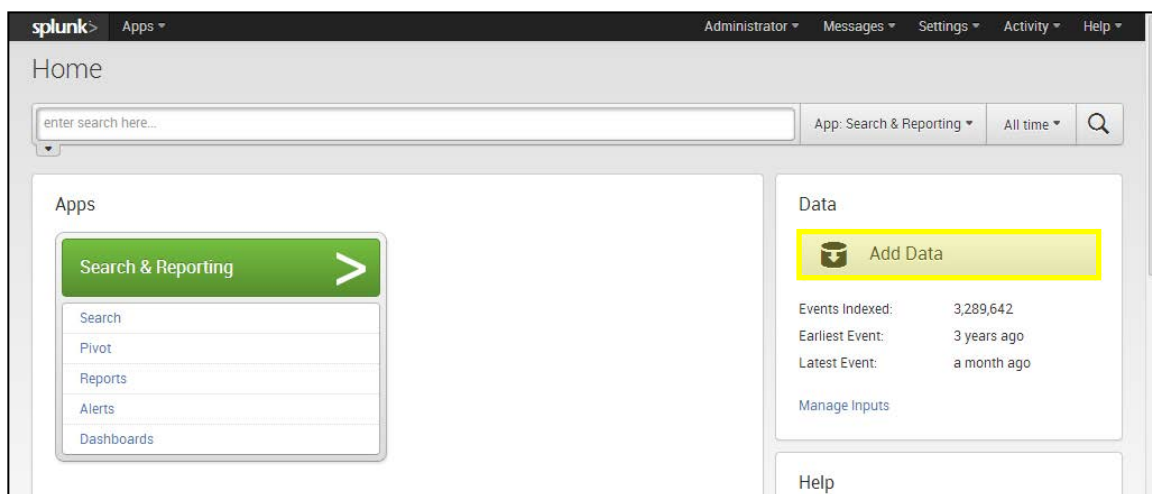 splunk> Apps Administrator Messages Settings Activity Help
Home
enter search here... App: Search & Reporting All time
Apps
Search & Reporting >
Search
Pivot
Reports
Alerts
Dashboards
Data
Add Data
Events Indexed: 3,289,642
Earliest Event: 3 years ago
Latest Event: a month ago
Manage Inputs
Help